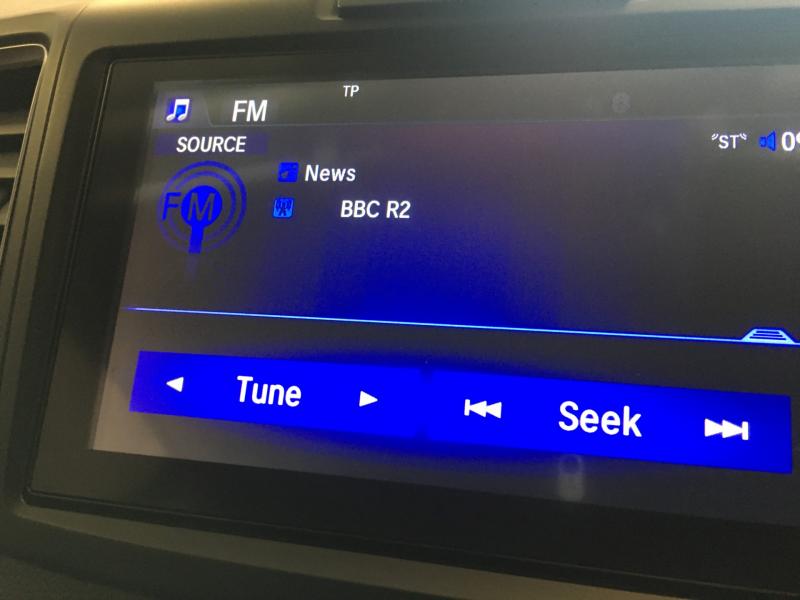 TP
FM
SOURCE
"ST"
News
FM
BBC R2
Tune
Seek